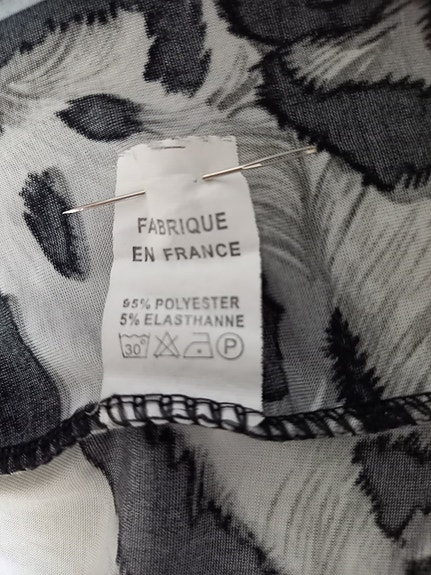 FABRIQUE
EN FRANCE
95% POLYESTER
5% ELASTHANNE
30° P